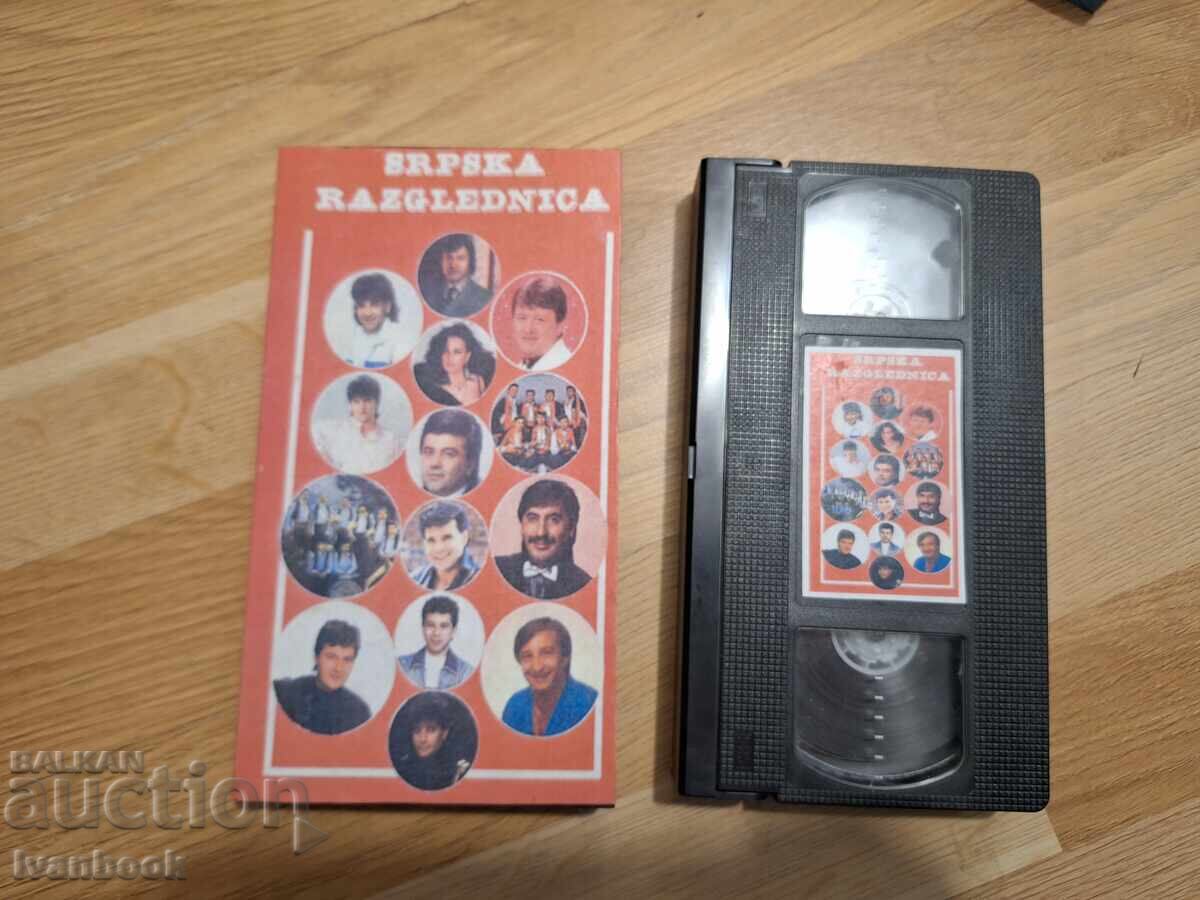 SRPSKA
RAZGLEDNICA
SRPSKA
RAZGLEDNICA
BALKAN
auction
Ivanbook